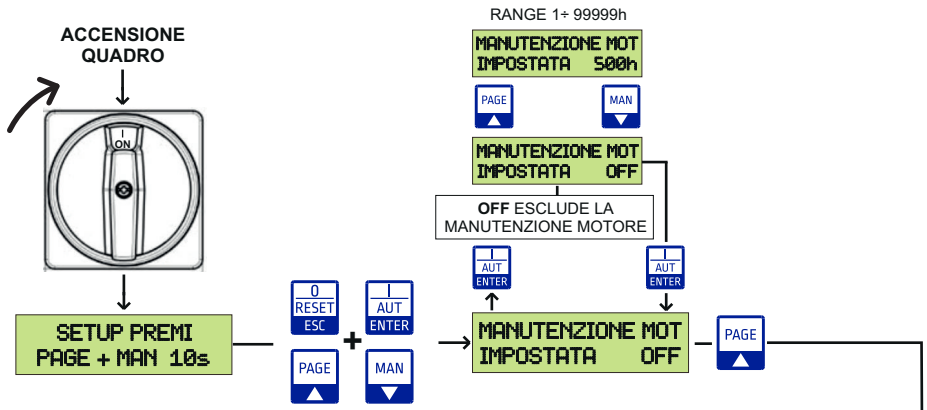 RANGE 1÷ 99999h
ACCENSIONE
QUADRO
MANUTENZIONE MOT
IMPOSTATA 500h
PAGE
MAN
I
ON
MANUTENZIONE MOT
IMPOSTATA OFF
OFF ESCLUDE LA
MANUTENZIONE MOTORE
I
AUT
ENTER
I
AUT
ENTER
SETUP PREMI
PAGE + MAN 10s
0
RESET
ESC
+
I
AUT
ENTER
PAGE
MAN
MANUTENZIONE MOT
IMPOSTATA OFF
PAGE